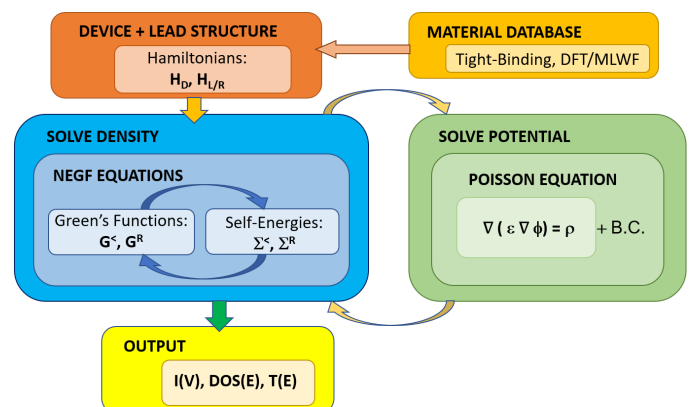 DEVICE + LEAD STRUCTURE
Hamiltonians:
H_D, H_L/R
MATERIAL DATABASE
Tight-Binding, DFT/MLWF
SOLVE DENSITY
NEGF EQUATIONS
Green’s Functions:
G^<, G^R
Self-Energies:
Σ^<, Σ^R
SOLVE POTENTIAL
POISSON EQUATION
∇ ( ε ∇ ϕ) = ρ + B.C.
OUTPUT
I(V), DOS(E), T(E)